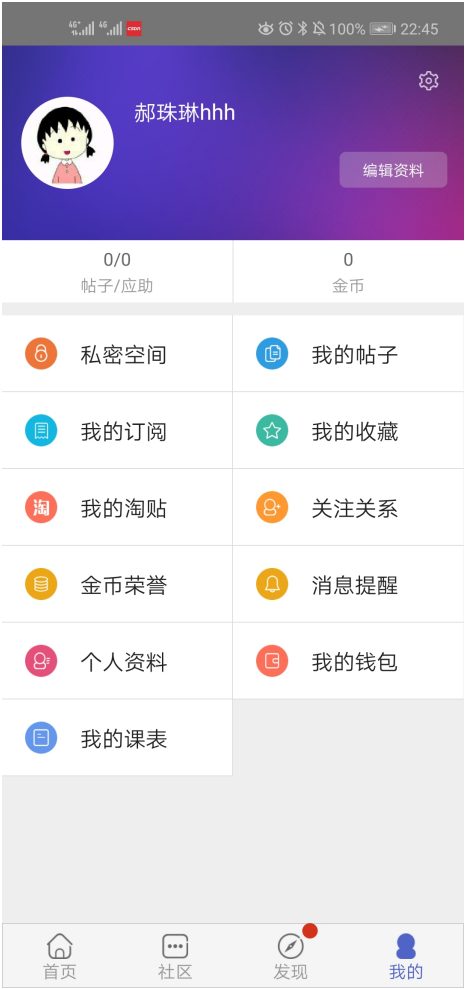 4G+ 4G CSDN 100% 22:45
郝珠琳hhh
编辑资料
0/0 0
帖子/应助 金币
私密空间 我的帖子
我的订阅 我的收藏
淘 我的淘贴 关注关系
金币荣誉 消息提醒
个人资料 我的钱包
我的课表
首页 社区 发现 我的